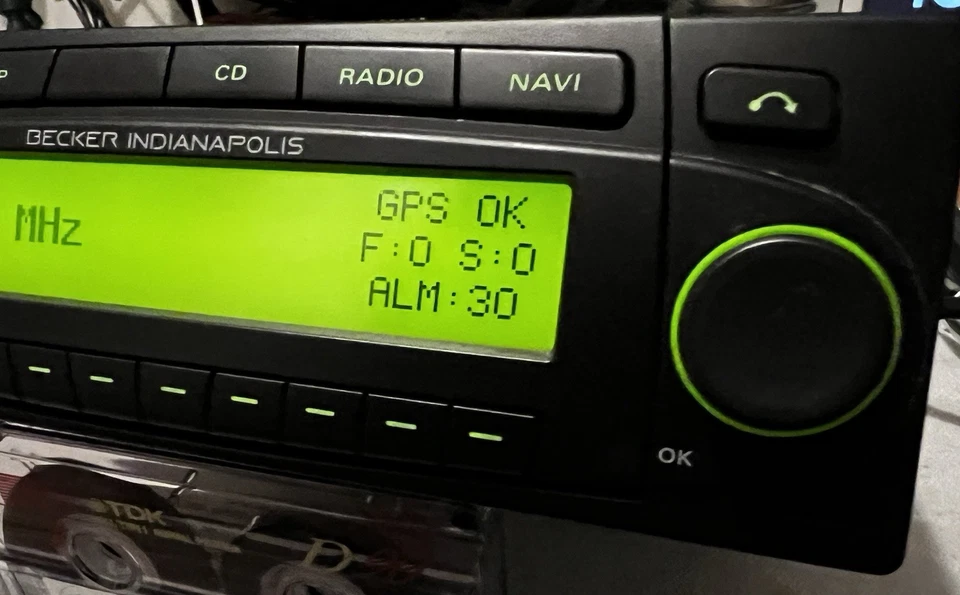 P CD RADIO NAVI
BECKER INDIANAPOLIS
MHz
GPS OK
F:0 S:0
ALM:30
OK
TDK
D